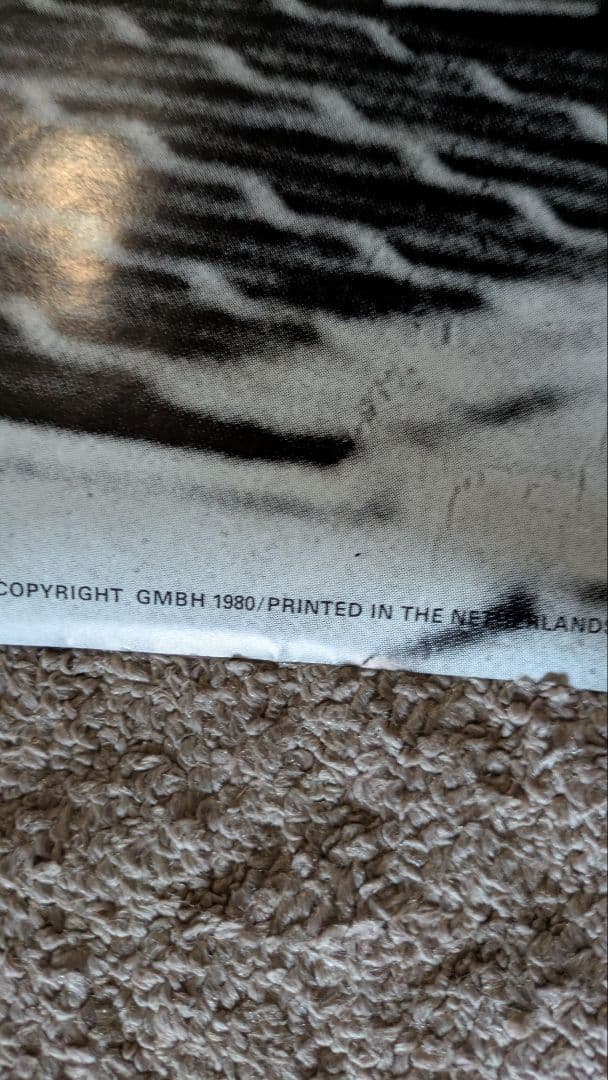 COPYRIGHT GMBH 1980/PRINTED IN THE NETHERLANDS